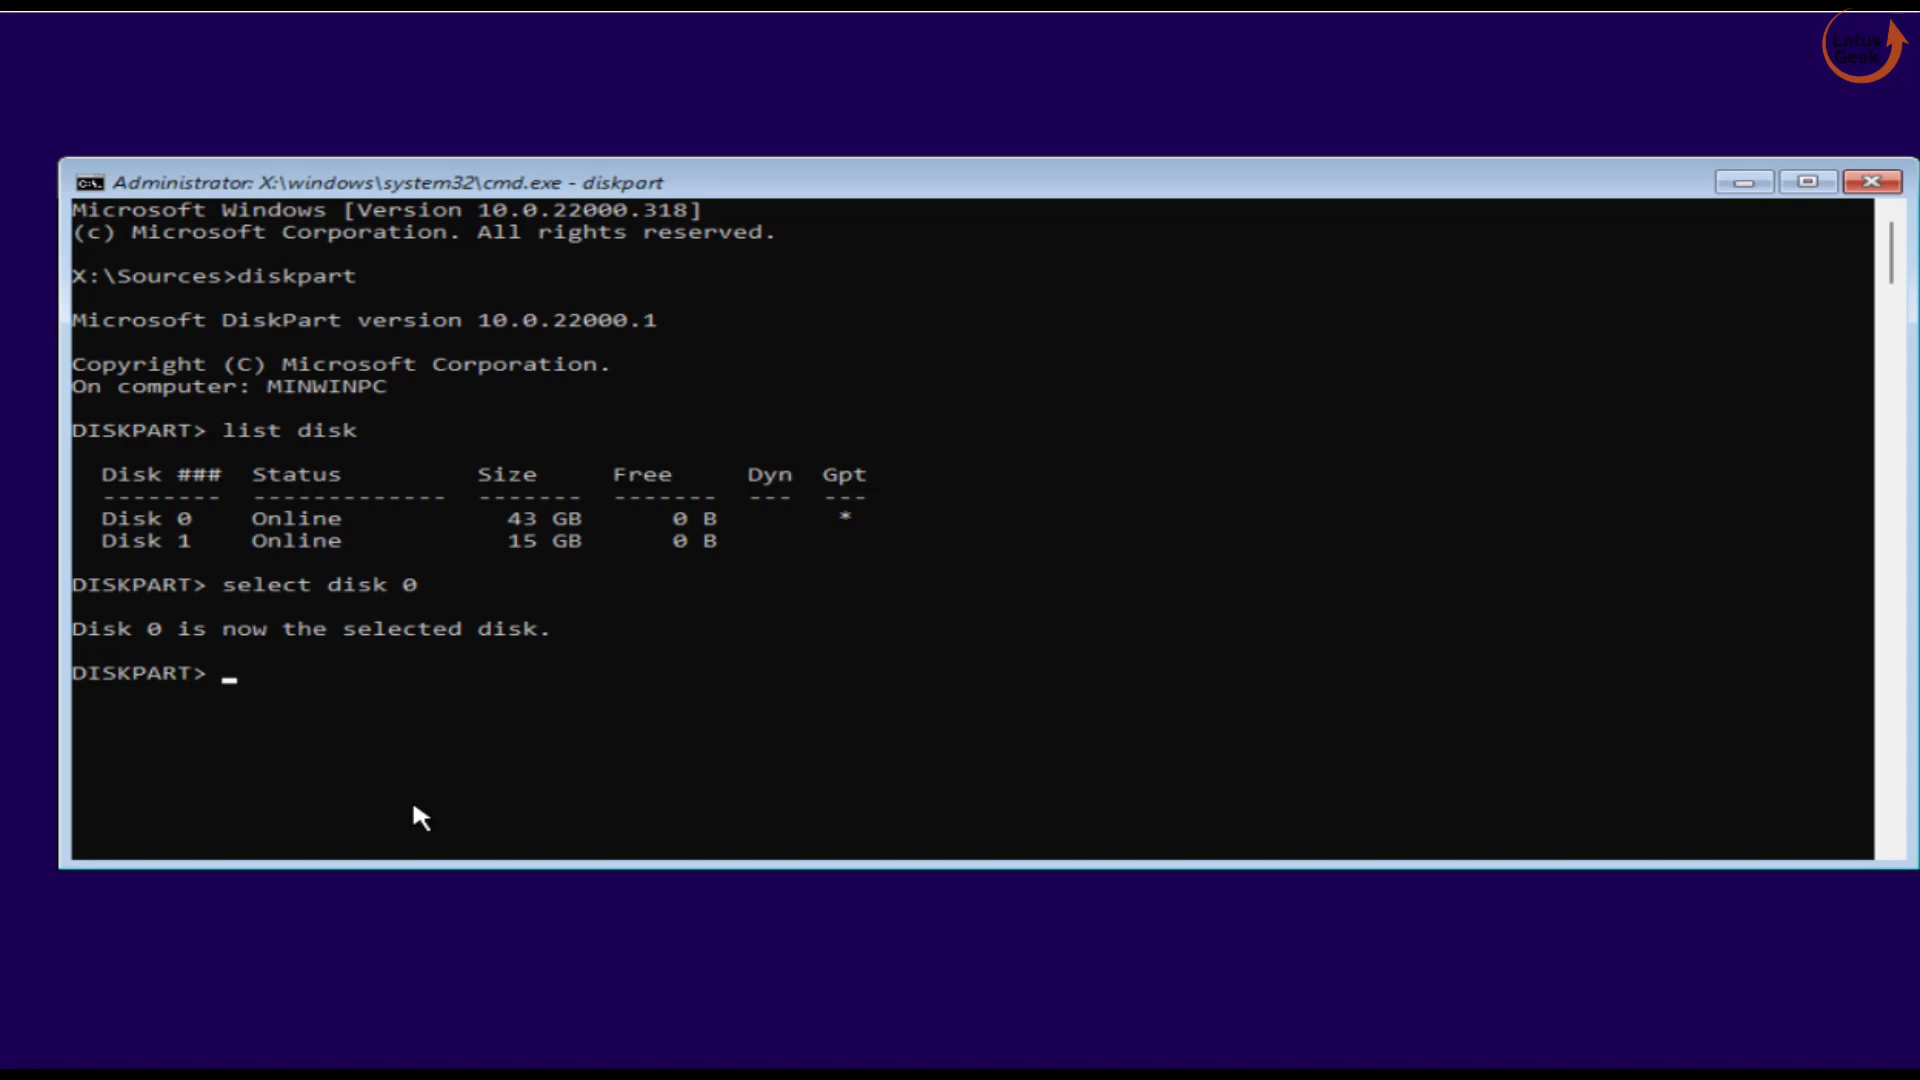 Lotus
Geek
Administrator: X:\windows\system32\cmd.exe - diskpart
Microsoft Windows [Version 10.0.22000.318]
(c) Microsoft Corporation. All rights reserved.
X:\Sources>diskpart
Microsoft DiskPart version 10.0.22000.1
Copyright (C) Microsoft Corporation.
On computer: MINWINPC
DISKPART> list disk
Disk ### Status Size Free Dyn Gpt
-------- ------------- ------- ------- --- ---
Disk 0 Online 43 GB 0 B *
Disk 1 Online 15 GB 0 B
DISKPART> select disk 0
Disk 0 is now the selected disk.
DISKPART> _